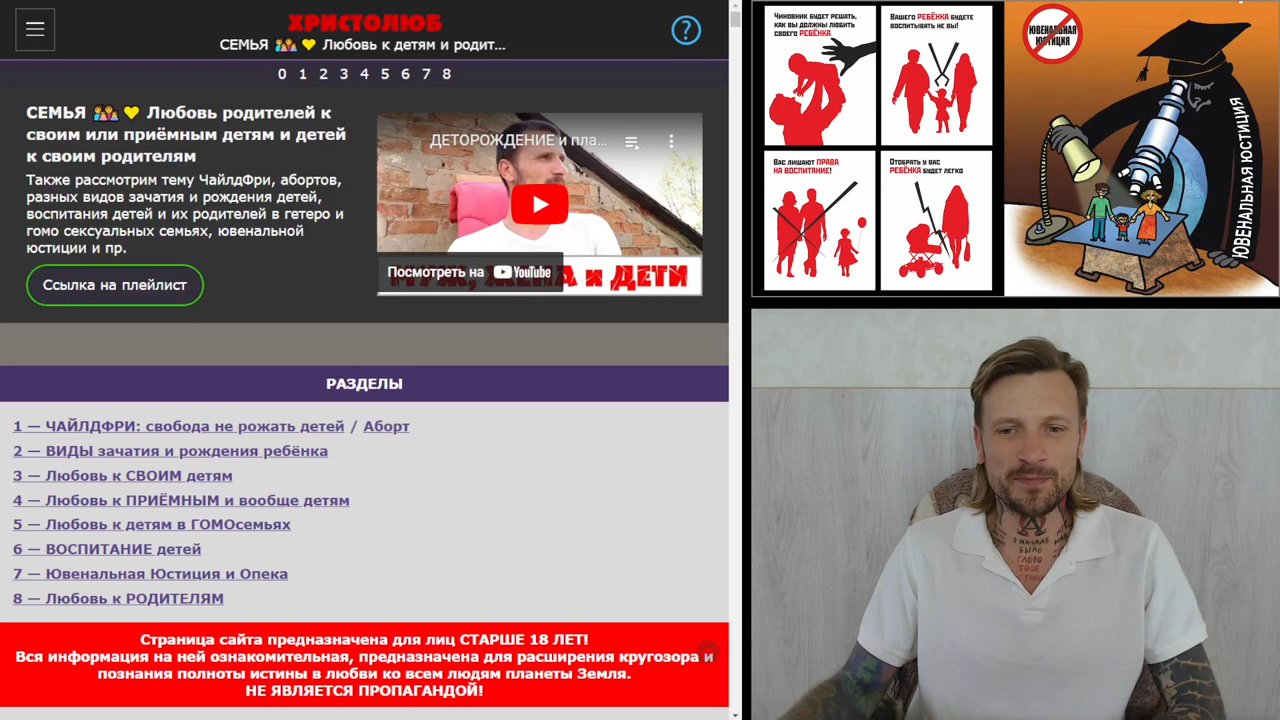 ХРИСТОЛЮБ
СЕМЬЯ 👩‍❤️‍👩 💛 Любовь к детям и родит...
0 1 2 3 4 5 6 7 8
СЕМЬЯ 👩‍❤️‍👩 💛 Любовь родителей к
своим или приёмным детям и детей
к своим родителям
Также освящаем тему Чайлдфри, абортов,
разных видов зачатия и рождения детей,
воспитания детей и их родителей в гетеро и
гомо сексуальных семьях, ювенальной
юстиции и пр.
Ссылка на плейлист
ДЕТОРОЖДЕНИЕ и пла...
Посмотреть на YouTube
и ДЕТИ
РАЗДЕЛЫ
1 — ЧАЙЛДФРИ: свобода не рожать детей / Аборт
2 — ВИДЫ зачатия и рождения ребёнка
3 — Любовь к СВОИМ детям
4 — Любовь к ПРИЁМНЫМ и вообще детям
5 — Любовь к детям в ГОМОсемьях
6 — ВОСПИТАНИЕ детей
7 — Ювенальная Юстиция и Опека
8 — Любовь к РОДИТЕЛЯМ
Страница сайта предназначена для лиц СТАРШЕ 18 ЛЕТ!
Вся информация на ней ознакомительная, предназначена для расширения кругозора и
познания полноты истины в любви ко всем людям планеты Земля.
НЕ ЯВЛЯЕТСЯ ПРОПАГАНДОЙ!
ЧИНОВНИК БУДЕТ РЕШАТЬ,
КАК ВЫ ДОЛЖНЫ ЛЮБИТЬ
СВОЕГО РЕБЁНКА
ВАШЕГО РЕБЁНКА БУДЕТЕ
ВОСПИТЫВАТЬ НЕ ВЫ!
ВАС ЛИШАЮТ ПРАВА
НА ВОСПИТАНИЕ!
ОТОБРАТЬ У ВАС
РЕБЁНКА БУДЕТ ЛЕГКО
ЮВЕНАЛЬНАЯ
ЮСТИЦИЯ
ЮВЕНАЛЬНАЯ ЮСТИЦИЯ
В НАЧАЛЕ
БЫЛО
СЛОВО
ТВОЕ